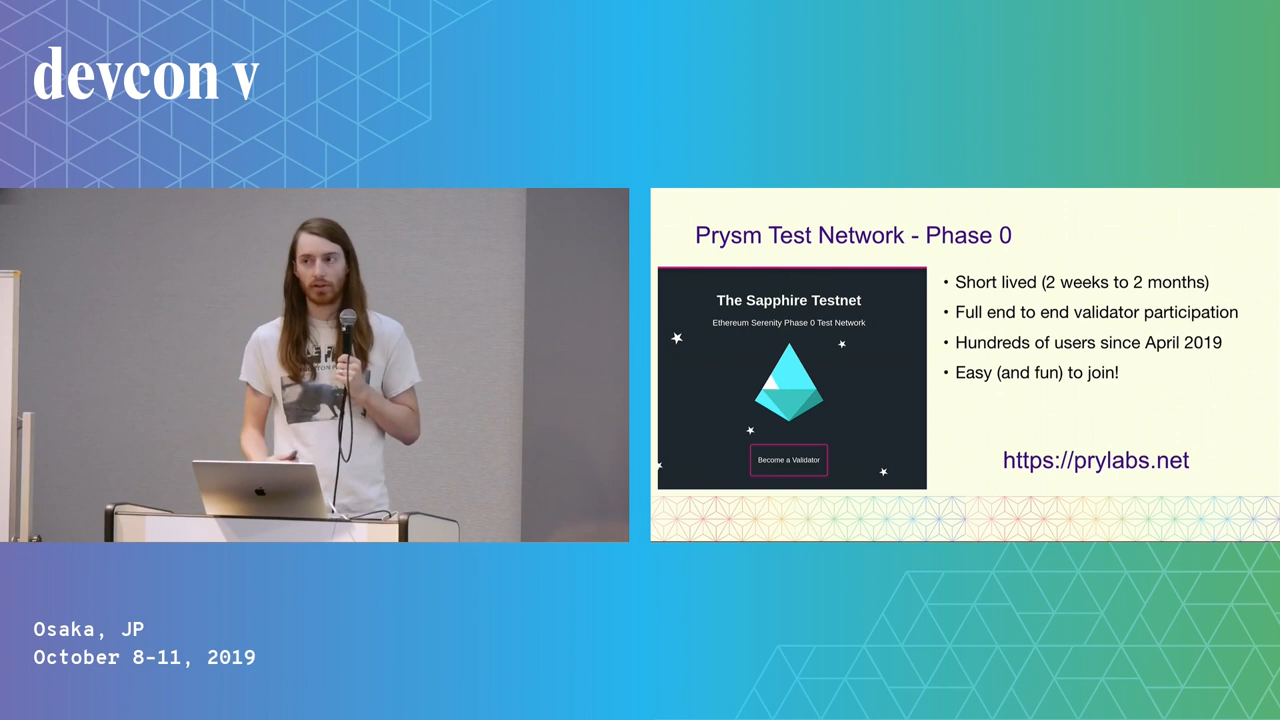 devcon v
Prysm Test Network - Phase 0
The Sapphire Testnet
Ethereum Serenity Phase 0 Test Network
Become a Validator
• Short lived (2 weeks to 2 months)
• Full end to end validator participation
• Hundreds of users since April 2019
• Easy (and fun) to join!
https://prylabs.net
Osaka, JP
October 8-11, 2019